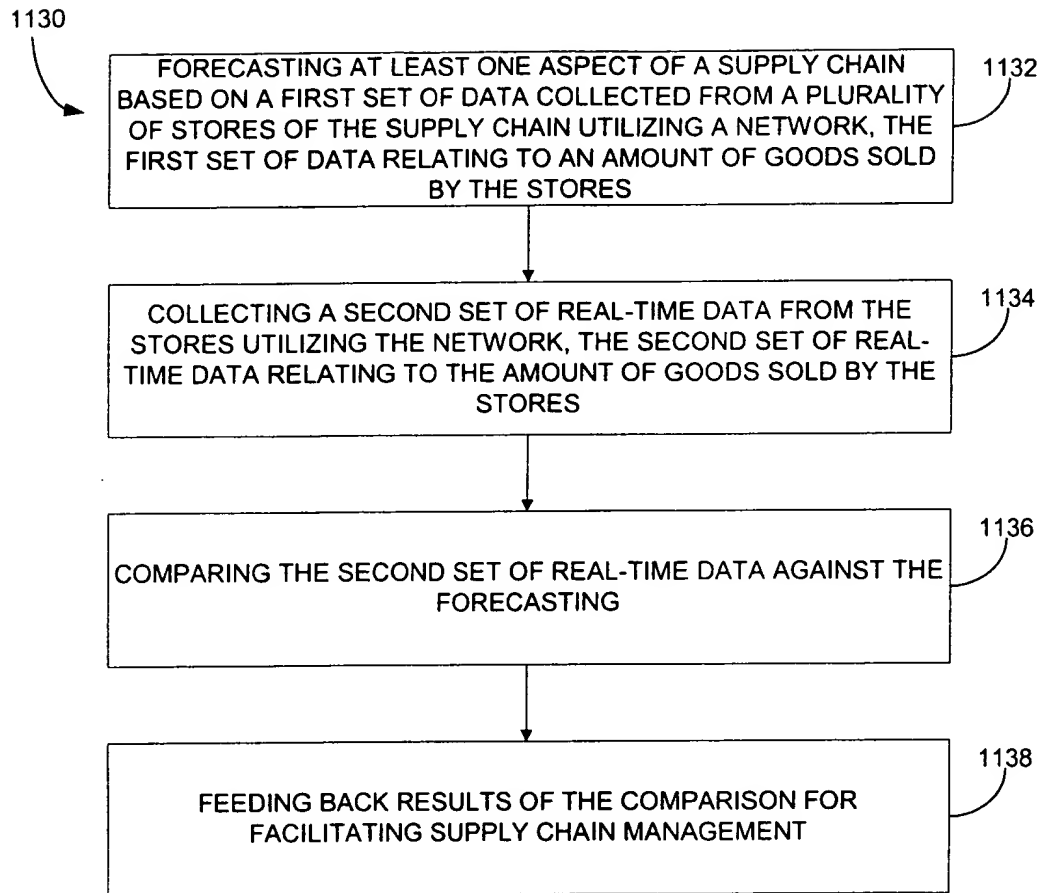 1130
FORECASTING AT LEAST ONE ASPECT OF A SUPPLY CHAIN
BASED ON A FIRST SET OF DATA COLLECTED FROM A PLURALITY
OF STORES OF THE SUPPLY CHAIN UTILIZING A NETWORK, THE
FIRST SET OF DATA RELATING TO AN AMOUNT OF GOODS SOLD
BY THE STORES
1132
COLLECTING A SECOND SET OF REAL-TIME DATA FROM THE
STORES UTILIZING THE NETWORK, THE SECOND SET OF REAL-
TIME DATA RELATING TO THE AMOUNT OF GOODS SOLD BY THE
STORES
1134
COMPARING THE SECOND SET OF REAL-TIME DATA AGAINST THE
FORECASTING
1136
FEEDING BACK RESULTS OF THE COMPARISON FOR
FACILITATING SUPPLY CHAIN MANAGEMENT
1138